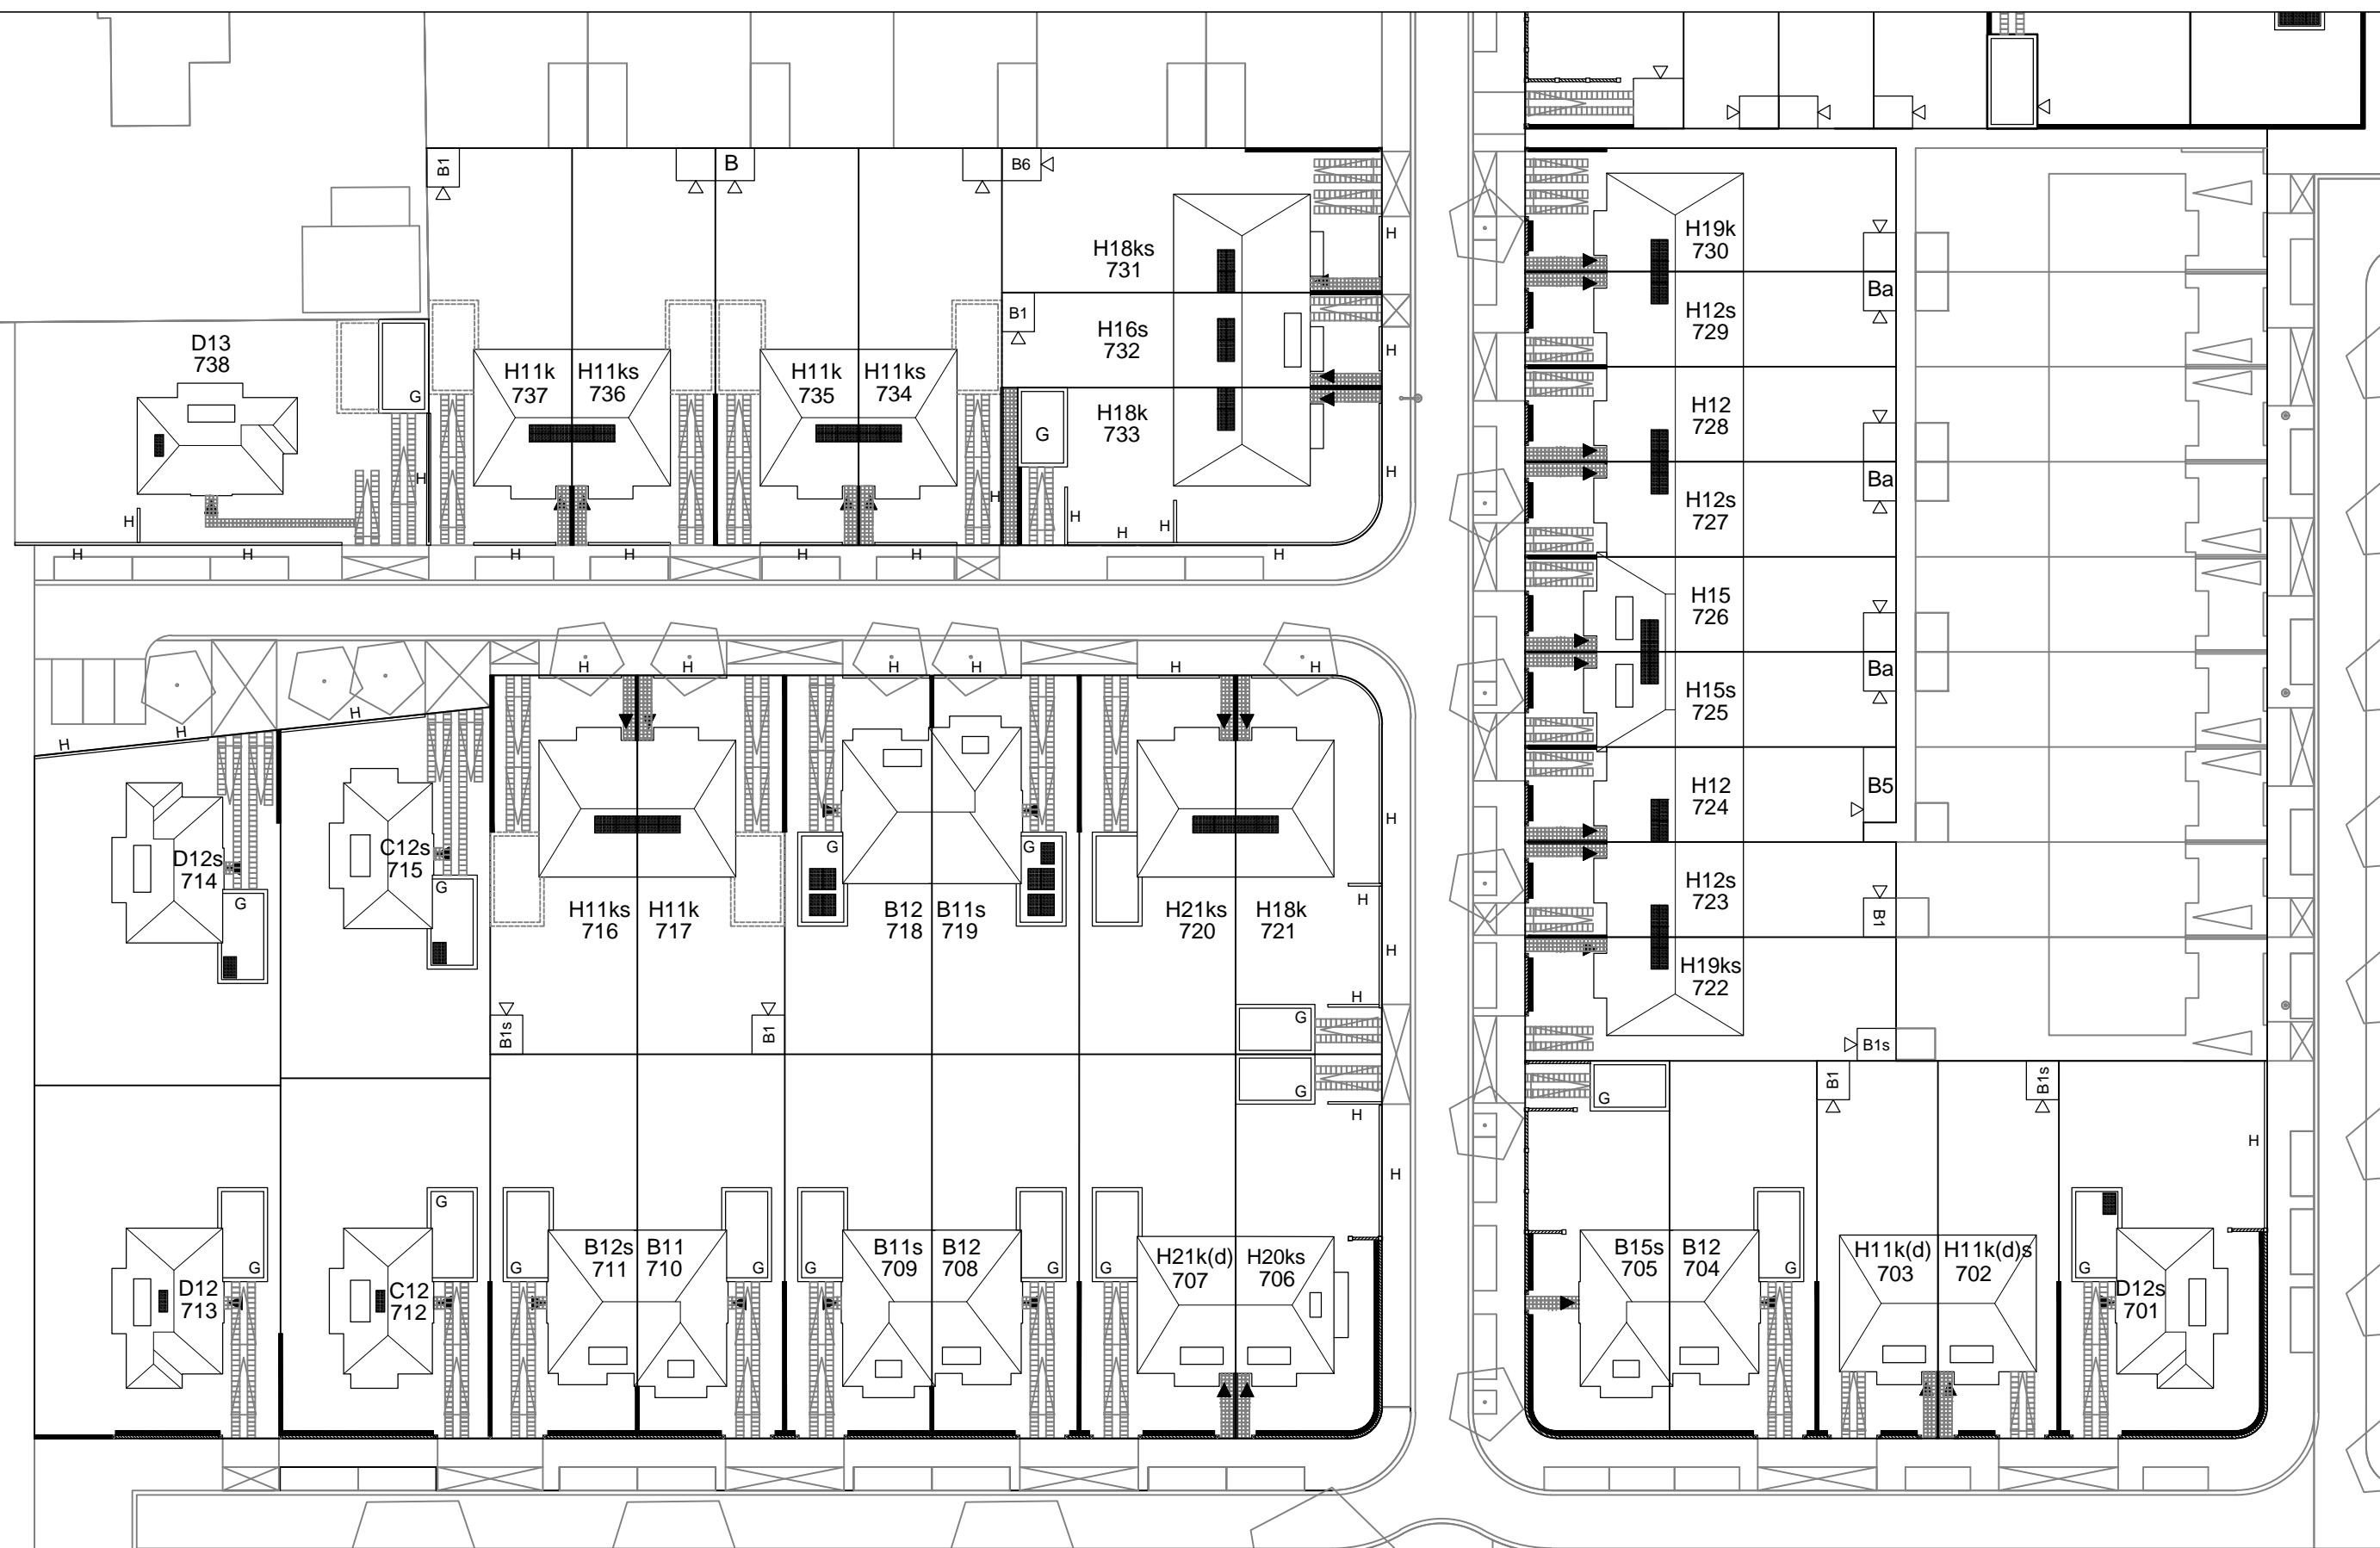 B1
B
B6
H18ks
731
H19k
730
H
B1
H16s
732
Ba
H12s
729
D13
738
G
H11k
737
H11ks
736
H11k
735
H11ks
734
H
H18k
733
G
H12
728
H
H
H
H
H
H
H
H12s
727
Ba
H
H
H
H
H
H
H
H15
726
H
H
H
H
H
H
H15s
725
Ba
H
H
H
H12
724
B5
H
D12s
714
C12s
715
G
G
G
G
H11ks
716
H11k
717
B12
718
B11s
719
H21ks
720
H18k
721
H
H
H12s
723
B1
H19ks
722
H
B1s
B1
G
B1s
G
H
G
B1
B1s
H
H
G
G
G
G
G
G
G
G
G
D12
713
C12
712
B12s
711
B11
710
B11s
709
B12
708
H21k(d)
707
H20ks
706
B15s
705
B12
704
H11k(d)
703
H11k(d)s
702
D12s
701